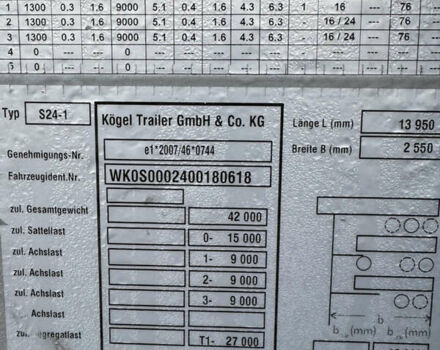 1 1300 0.3 1.6 9000 5.1 0.4 1.6 4.3 6.3 1 16 --- 76 ---
2 1300 0.3 1.6 9000 5.1 0.4 1.6 4.3 6.3 --- 16 / 24 --- 76 ---
3 1300 0.3 1.6 9000 5.1 0.4 1.6 4.3 6.3 --- 16 / 24 --- 76 ---
4 0 --- --- 0 --- --- --- --- --- --- --- --- --- ---
5 0 --- --- 0 --- --- --- --- --- --- --- --- --- ---
Typ S24-1
Kögel Trailer GmbH & Co. KG
Länge L (mm) 13 950
Genehmigungs-Nr. e1*2007/46*0744
Breite B (mm) 2 550
Fahrzeugident.Nr. WK0S0002400180618
zul. Gesamtgewicht 42 000
zul. Sattellast 0- 15 000
zul. Achslast 1- 9 000
zul. Achslast 2- 9 000
zul. Achslast 3- 9 000
Achslast
zul. T1- 27 000
b
b (mm) b (mm)